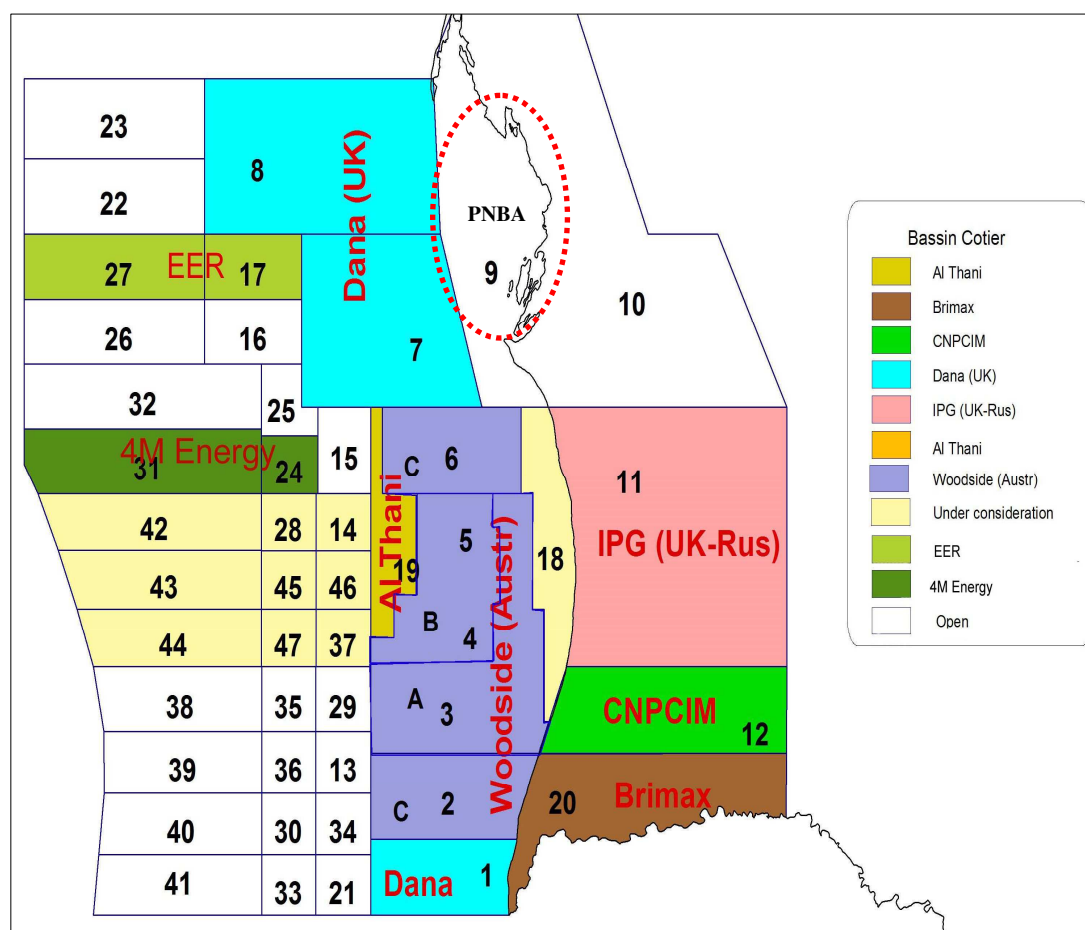 23
8
Dana (UK)
22
PNBA
27
EER
17
9
10
26
16
7
32
25
4M Energy
31
24
15
C
6
11
IPG (UK-Rus)
42
28
14
Al Thani
19
5
18
43
45
46
B
4
Woodside (Austr)
44
47
37
38
35
29
A
3
CNPCIM
12
39
36
13
C
2
20
Brimax
40
30
34
41
33
21
Dana
1
Bassin Cotier
Al Thani
Brimax
CNPCIM
Dana (UK)
IPG (UK-Rus)
Al Thani
Woodside (Austr)
Under consideration
EER
4M Energy
Open